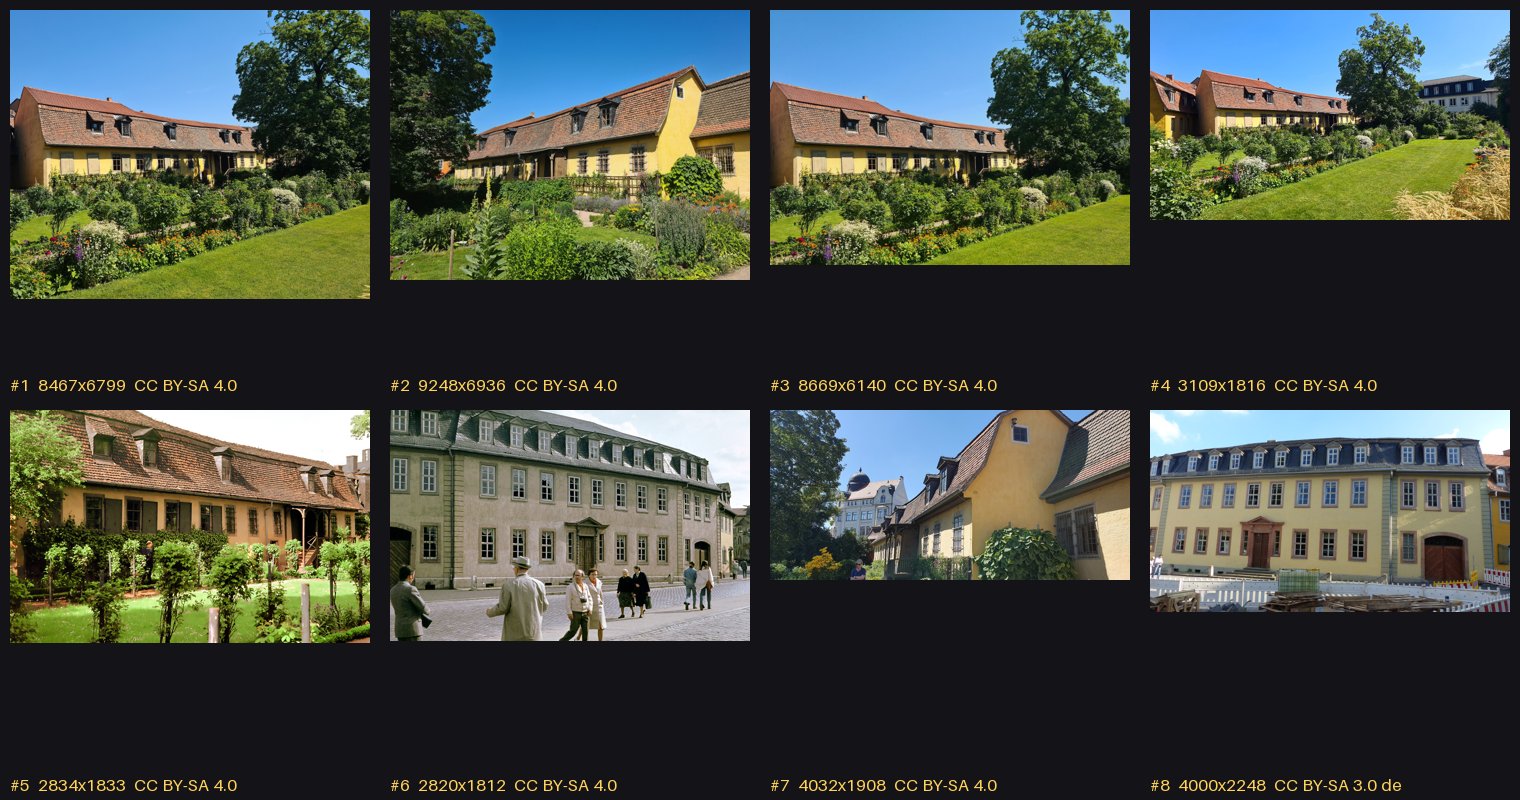 #1 8467x6799 CC BY-SA 4.0
#2 9248x6936 CC BY-SA 4.0
#3 8669x6140 CC BY-SA 4.0
#4 3109x1816 CC BY-SA 4.0
#5 2834x1833 CC BY-SA 4.0
#6 2820x1812 CC BY-SA 4.0
#7 4032x1908 CC BY-SA 4.0
#8 4000x2248 CC BY-SA 3.0 de